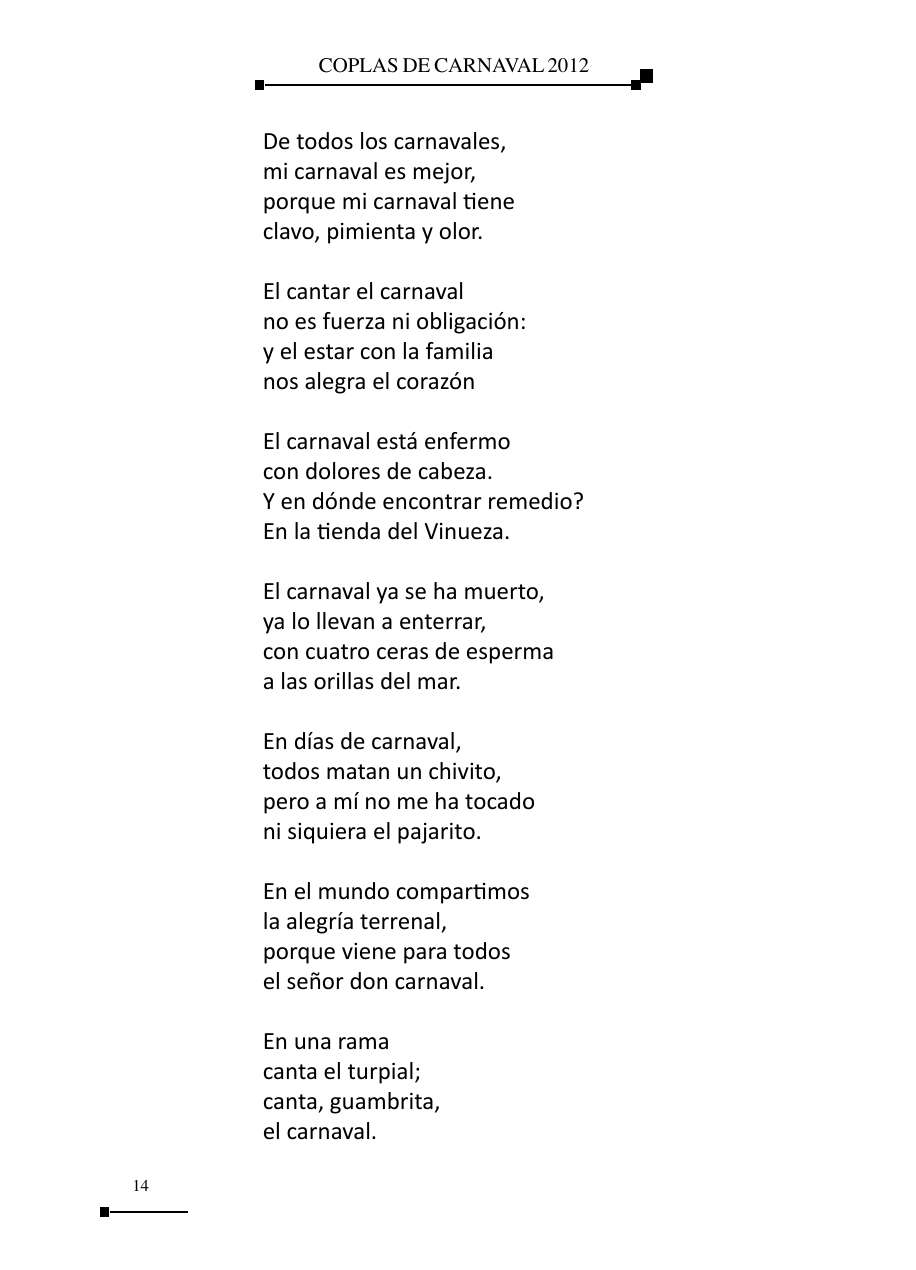 COPLAS DE CARNAVAL 2012
De todos los carnavales,
mi carnaval es mejor,
porque mi carnaval tiene
clavo, pimienta y olor.
El cantar el carnaval
no es fuerza ni obligación:
y el estar con la familia
nos alegra el corazón
El carnaval está enfermo
con dolores de cabeza.
Y en dónde encontrar remedio?
En la tienda del Vinueza.
El carnaval ya se ha muerto,
ya lo llevan a enterrar,
con cuatro ceras de esperma
a las orillas del mar.
En días de carnaval,
todos matan un chivito,
pero a mí no me ha tocado
ni siquiera el pajarito.
En el mundo compartimos
la alegría terrenal,
porque viene para todos
el señor don carnaval.
En una rama
canta el turpial;
canta, guambrita,
el carnaval.
14